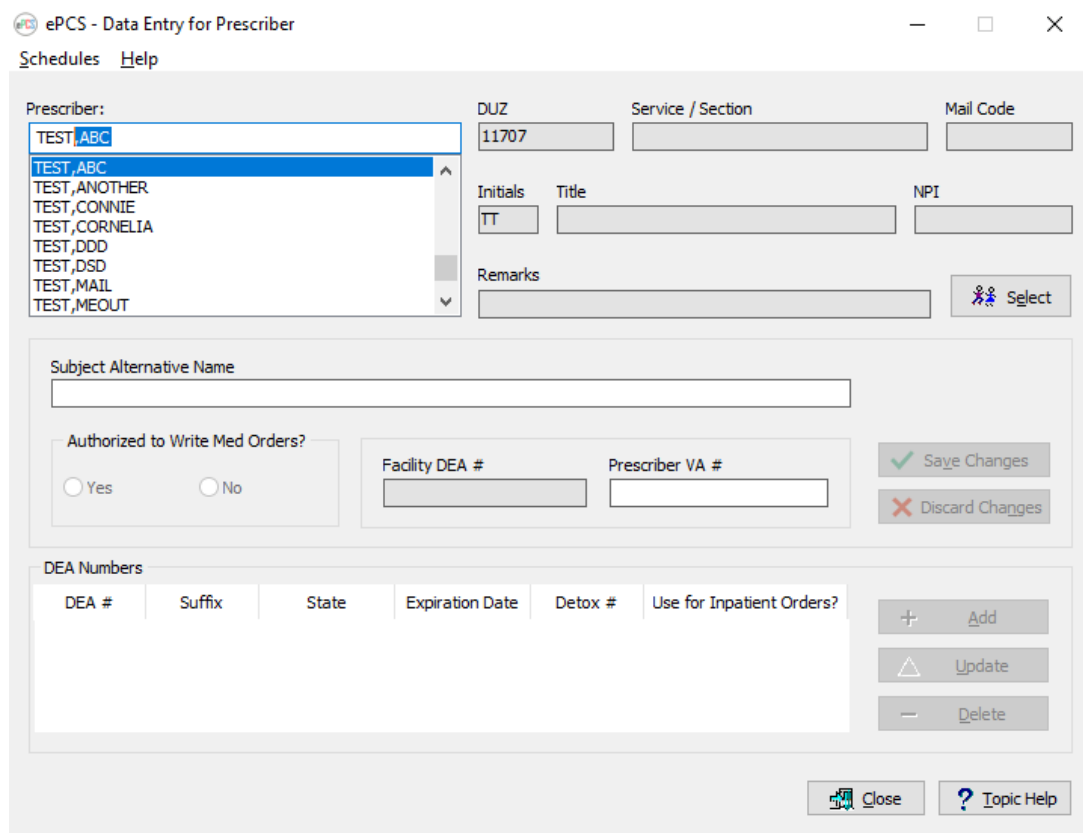 ePCS - Data Entry for Prescriber
Schedules Help
Prescriber:
TEST,ABC
TEST,ABC
TEST,ANOTHER
TEST,CONNIE
TEST,CORNELIA
TEST,DDD
TEST,DSD
TEST,MAIL
TEST,MEOUT
DUZ
11707
Service / Section
Mail Code
Initials
TT
Title
NPI
Remarks
Select
Subject Alternative Name
Authorized to Write Med Orders?
Yes
No
Facility DEA #
Prescriber VA #
Save Changes
Discard Changes
DEA Numbers
DEA # Suffix State Expiration Date Detox # Use for Inpatient Orders?
Add
Update
Delete
Close
Topic Help